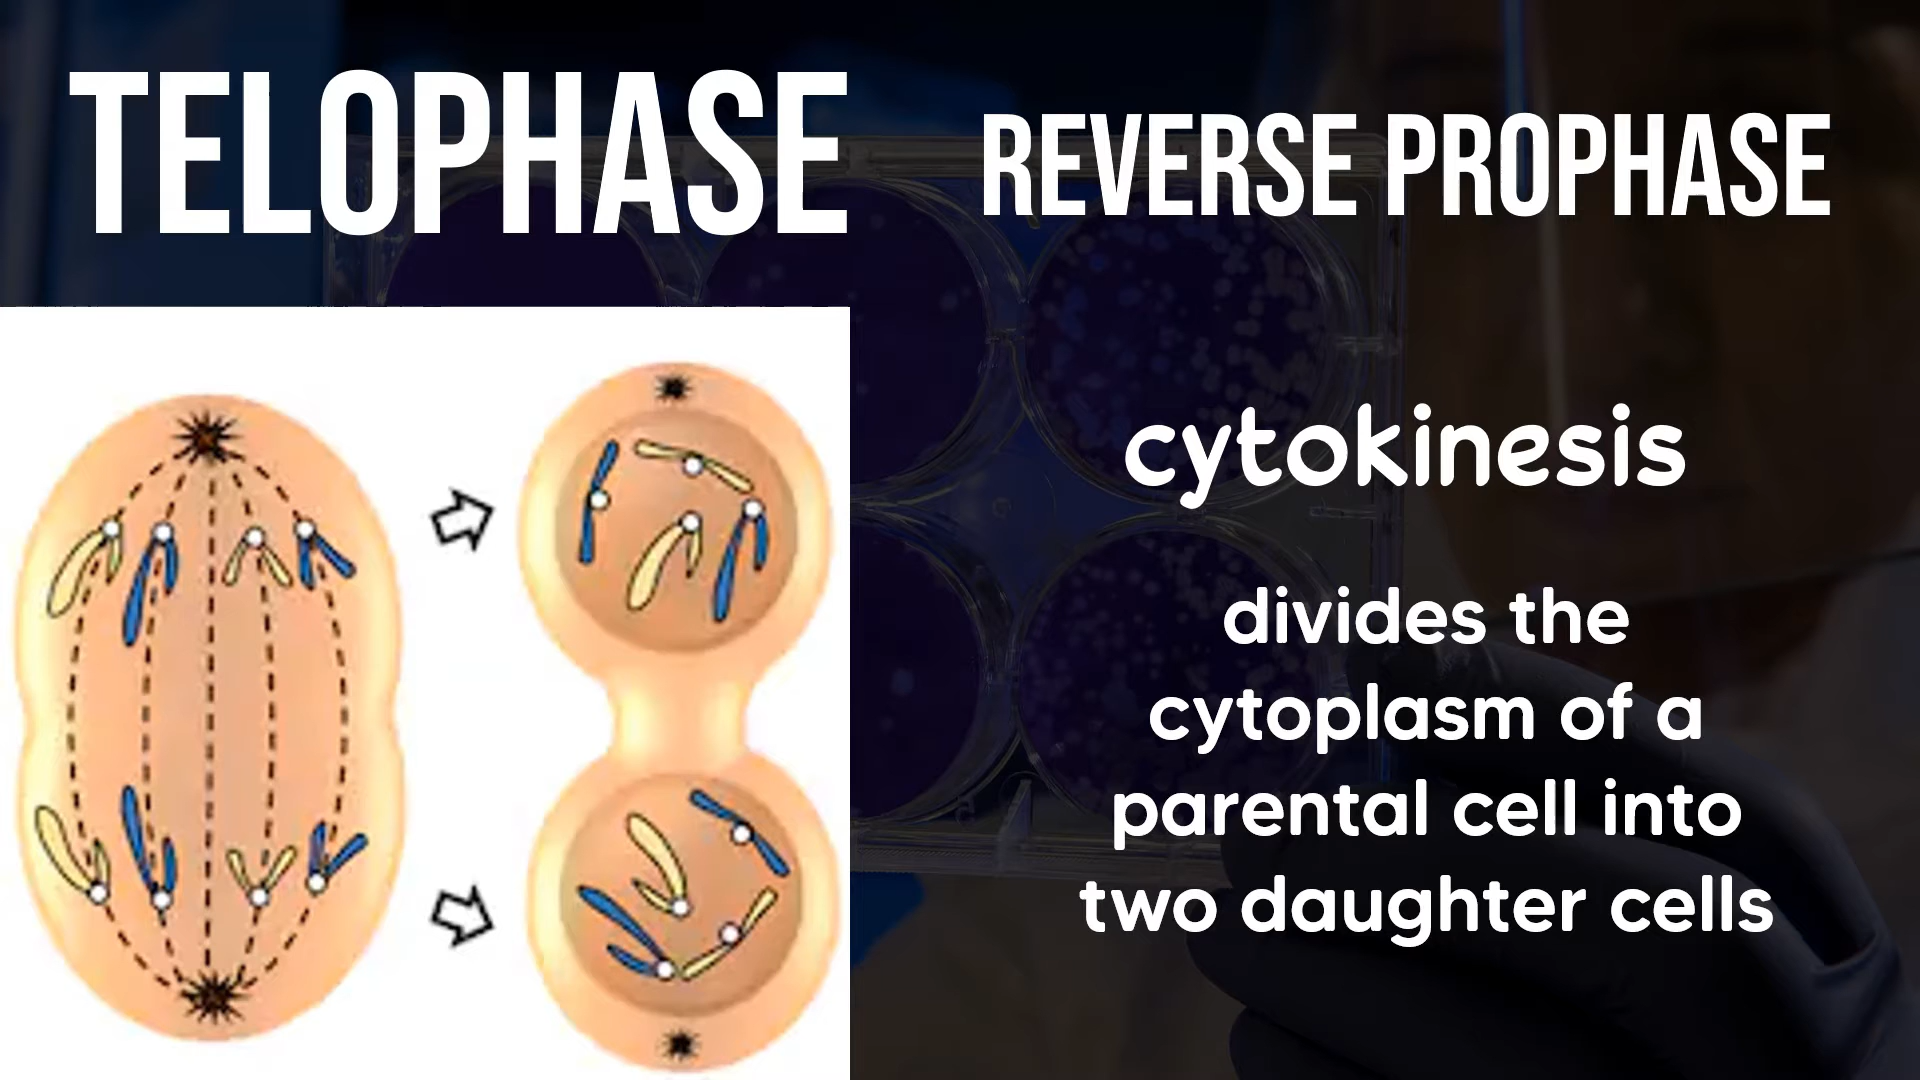 TELOPHASE
REVERSE PROPHASE
cytokinesis
divides the
cytoplasm of a
parental cell into
two daughter cells